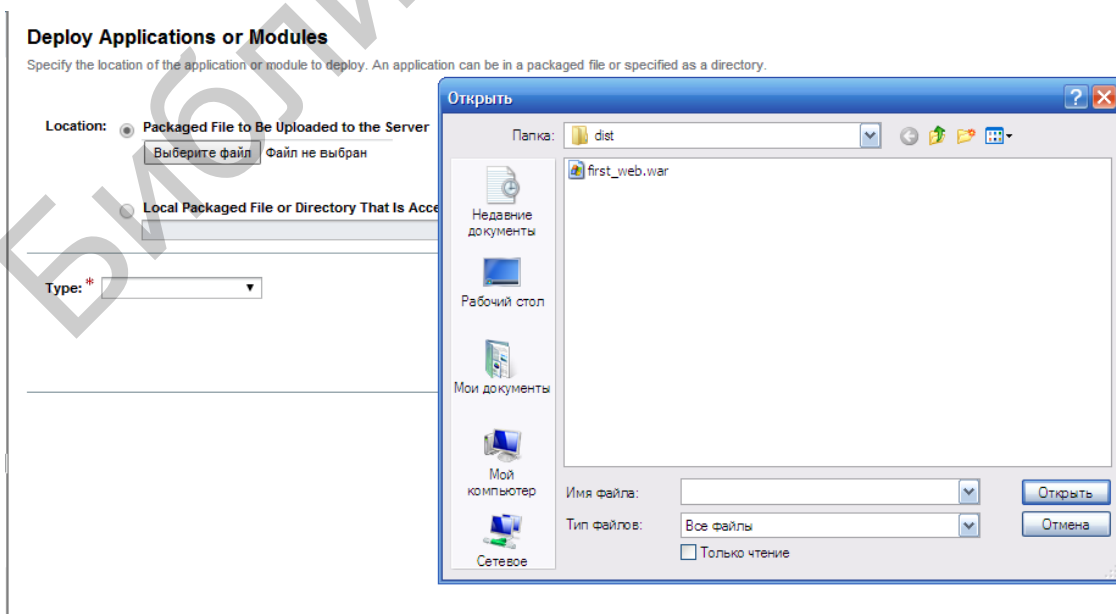 Deploy Applications or Modules
Specify the location of the application or module to deploy. An application can be in a packaged file or specified as a directory.
Location:
Packaged File to Be Uploaded to the Server
Выберите файл Файл не выбран
Local Packaged File or Directory That Is
Type: *
Открыть
Папка: dist
first_web.war
Недавние
документы
Рабочий стол
Мои документы
Мой
компьютер
Сетевое
Имя файла:
Открыть
Тип файлов: Все файлы
Отмена
Только чтение